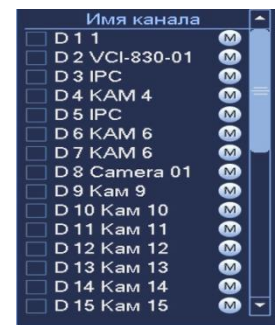 Имя канала
D 1 1 M
D 2 VCI-830-01 M
D 3 IPC M
D 4 KAM 4 M
D 5 IPC M
D 6 KAM 6 M
D 7 KAM 6 M
D 8 Camera 01 M
D 9 Кам 9 M
D 10 Кам 10 M
D 11 Кам 11 M
D 12 Кам 12 M
D 13 Кам 13 M
D 14 Кам 14 M
D 15 Кам 15 M